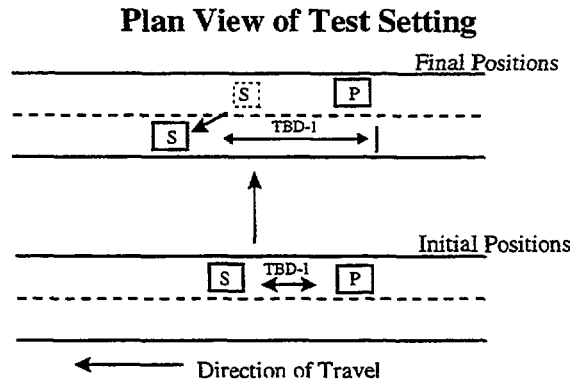 Plan View of Test Setting
Final Positions
S P
S TBD-1
Initial Positions
S TBD-1 P
Direction of Travel